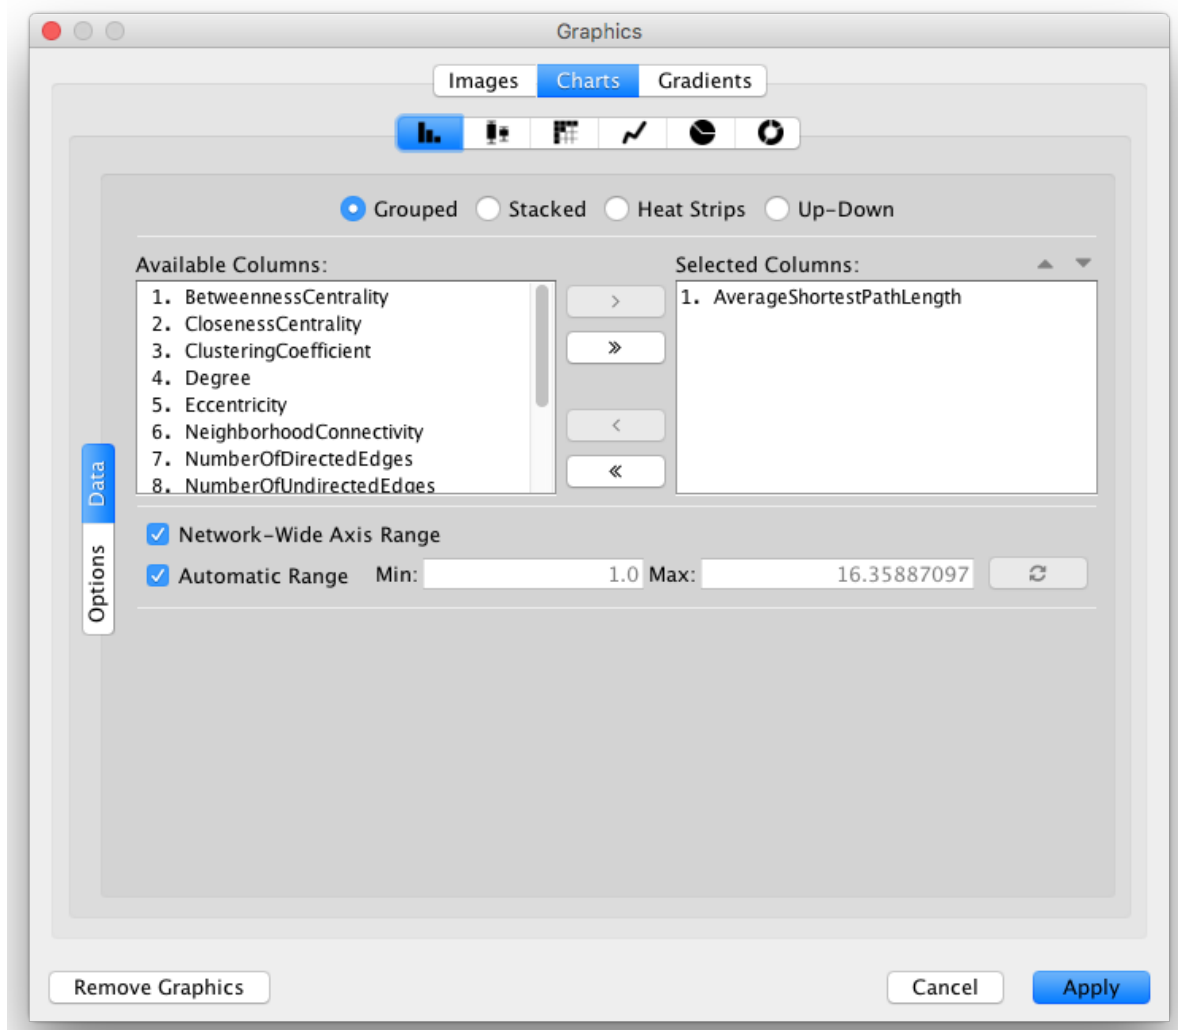 Graphics
Images Charts Gradients
Grouped Stacked Heat Strips Up-Down
Available Columns: Selected Columns:
1. BetweennessCentrality
2. ClosenessCentrality
3. ClusteringCoefficient
4. Degree
5. Eccentricity
6. NeighborhoodConnectivity
7. NumberOfDirectedEdges
8. NumberOfUndirectedEdges
>
»
<
«
1. AverageShortestPathLength
Data
Options
Network-Wide Axis Range
Automatic Range Min: 1.0 Max: 16.35887097
Remove Graphics Cancel Apply